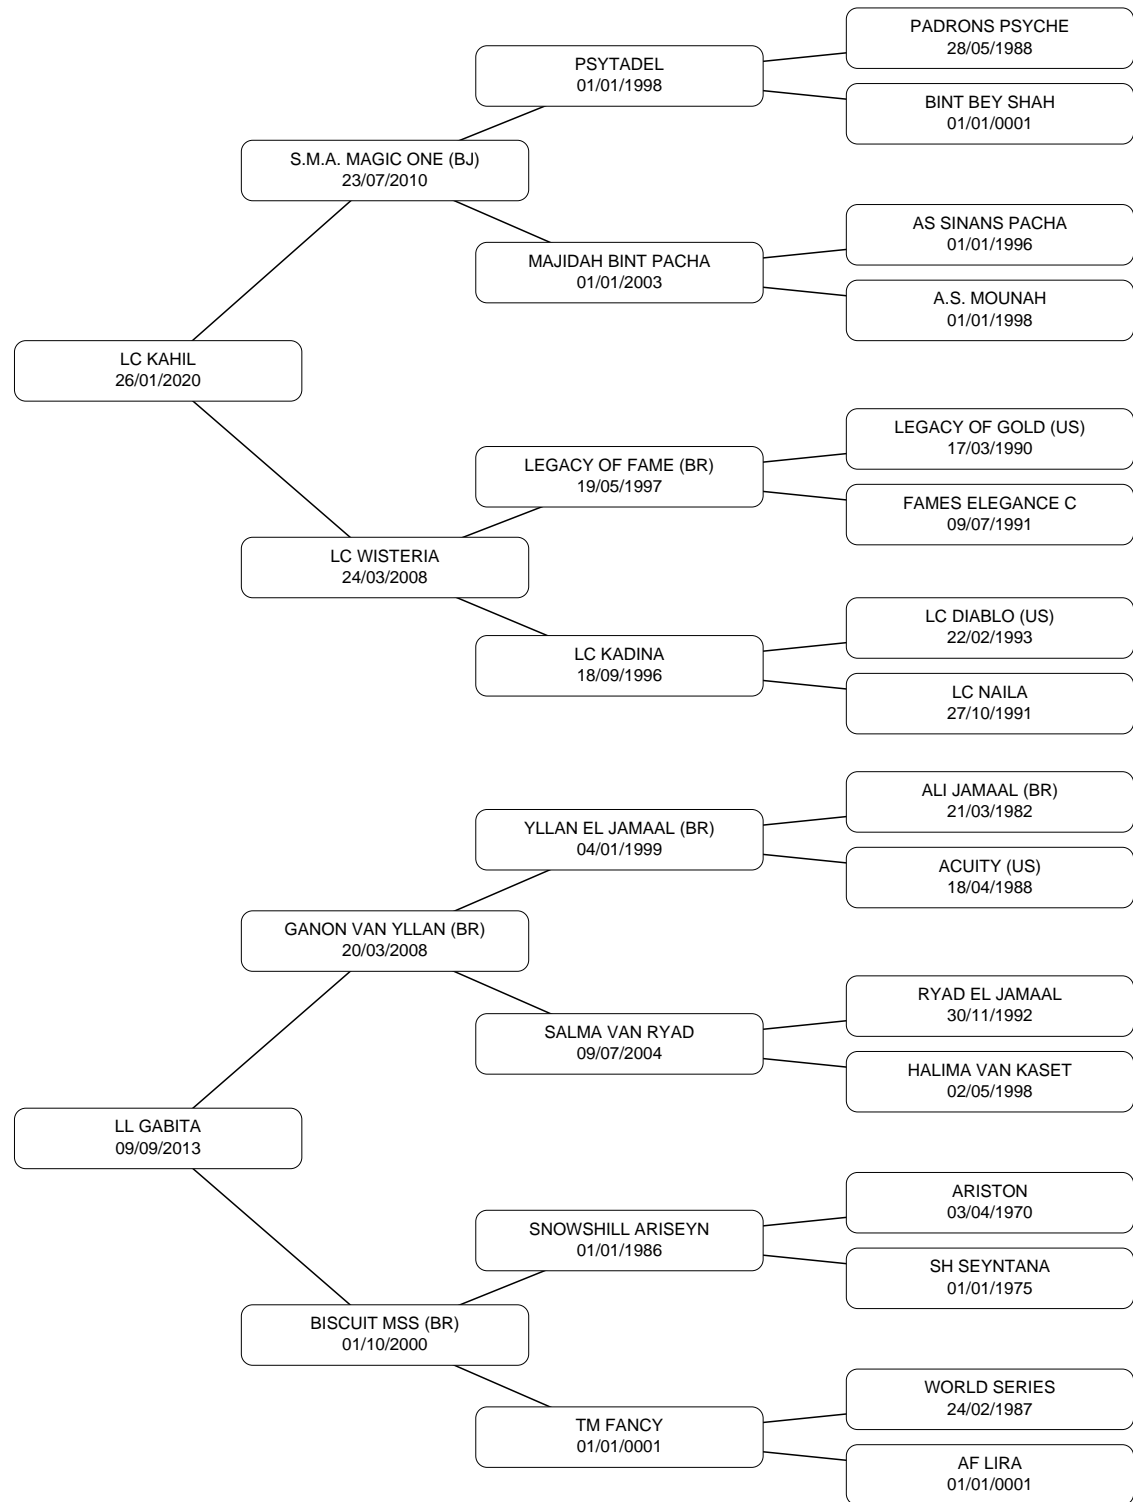 PADRONS PSYCHE
28/05/1988
PSYTADEL
01/01/1998
BINT BEY SHAH
01/01/0001
S.M.A. MAGIC ONE (BJ)
23/07/2010
AS SINANS PACHA
01/01/1996
MAJIDAH BINT PACHA
01/01/2003
A.S. MOUNAH
01/01/1998
LC KAHIL
26/01/2020
LEGACY OF GOLD (US)
17/03/1990
LEGACY OF FAME (BR)
19/05/1997
FAMES ELEGANCE C
09/07/1991
LC WISTERIA
24/03/2008
LC DIABLO (US)
22/02/1993
LC KADINA
18/09/1996
LC NAILA
27/10/1991
ALI JAMAAL (BR)
21/03/1982
YLLAN EL JAMAAL (BR)
04/01/1999
ACUITY (US)
18/04/1988
GANON VAN YLLAN (BR)
20/03/2008
RYAD EL JAMAAL
30/11/1992
SALMA VAN RYAD
09/07/2004
HALIMA VAN KASET
02/05/1998
LL GABITA
09/09/2013
ARISTON
03/04/1970
SNOWSHILL ARISEYN
01/01/1986
SH SEYNTANA
01/01/1975
BISCUIT MSS (BR)
01/10/2000
WORLD SERIES
24/02/1987
TM FANCY
01/01/0001
AF LIRA
01/01/0001